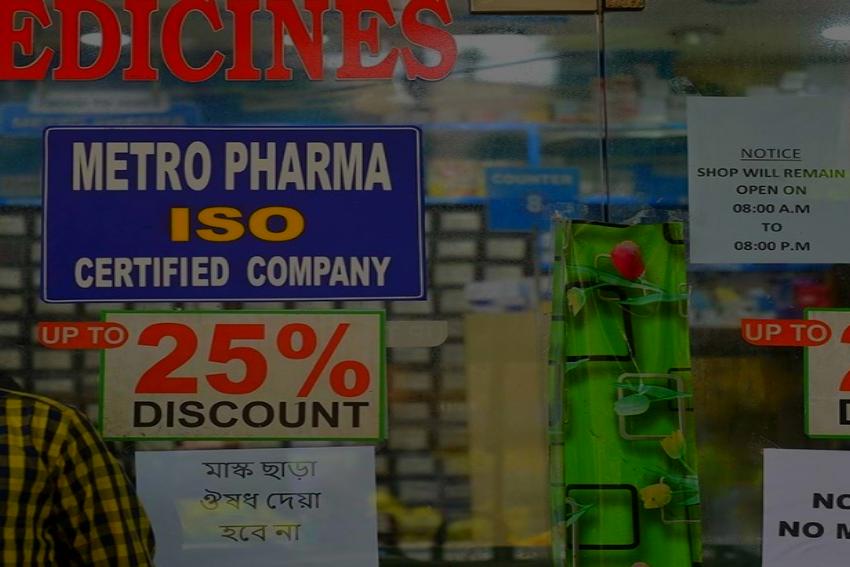 EDICINES
METRO PHARMA
ISO
CERTIFIED COMPANY
UP TO
25%
DISCOUNT
মাস্ক ছাড়া
ঔষধ দেয়া
হবে না
COUNTER
8
NOTICE
SHOP WILL REMAIN
OPEN ON
08:00 A.M
TO
08:00 P.M
UP TO
NO
NO M